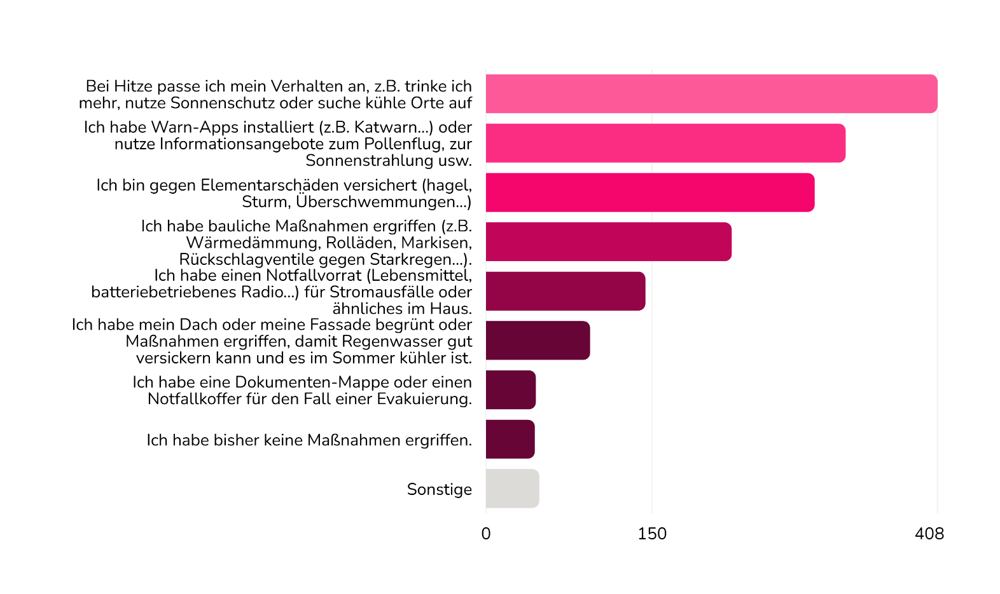 Bei Hitze passe ich mein Verhalten an, z.B. trinke ich
mehr, nutze Sonnenschutz oder suche kühle Orte auf
Ich habe Warn-Apps installiert (z.B. Katwarn...) oder
nutze Informationsangebote zum Pollenflug, zur
Sonnenstrahlung usw.
Ich bin gegen Elementarschäden versichert (hagel,
Sturm, Überschwemmungen...)
Ich habe bauliche Maßnahmen ergriffen (z.B.
Wärmedämmung, Rolläden, Markisen,
Rückschlagventile gegen Starkregen...).
Ich habe einen Notfallvorrat (Lebensmittel,
batteriebetriebenes Radio...) für Stromausfälle oder
ähnliches im Haus.
Ich habe mein Dach oder meine Fassade begrünt oder
Maßnahmen ergriffen, damit Regenwasser gut
versickern kann und es im Sommer kühler ist.
Ich habe eine Dokumenten-Mappe oder einen
Notfallkoffer für den Fall einer Evakuierung.
Ich habe bisher keine Maßnahmen ergriffen.
Sonstige
0 150 408